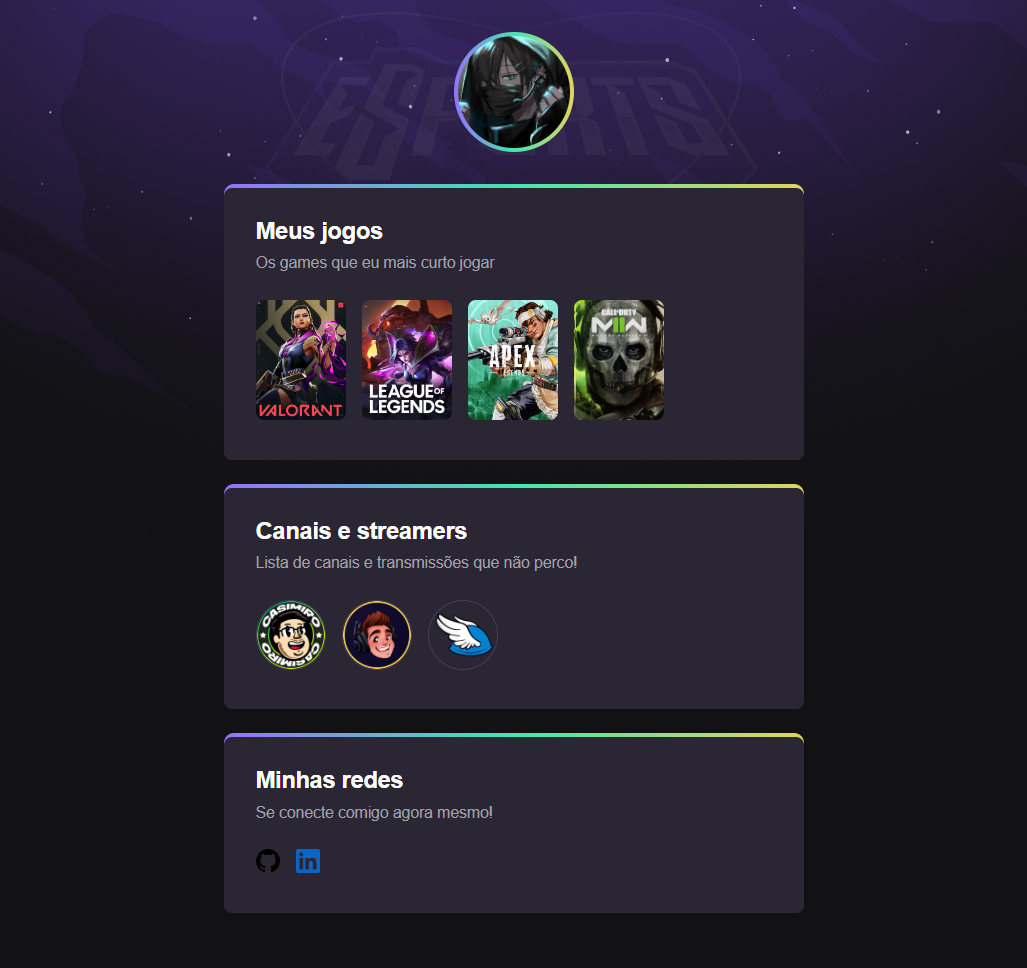 ESPORTS
Meus jogos
Os games que eu mais curto jogar
VALORANT
LEAGUE OF
LEGENDS
APEX
LEGENDS
CALL OF DUTY
MWII
Canais e streamers
Lista de canais e transmissões que não perco!
CASIMIRO
CASIMIRO
Minhas redes
Se conecte comigo agora mesmo!
in